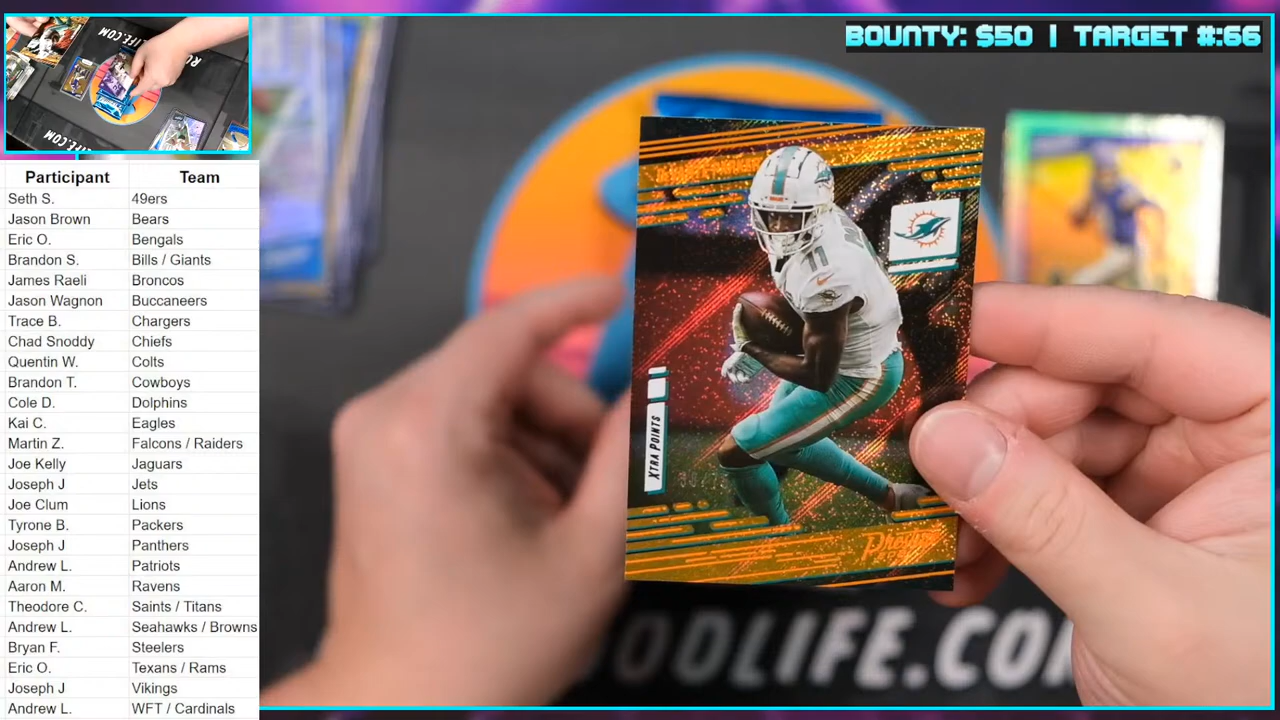 BOUNTY: $50 | TARGET #:66
Participant Team
Seth S. 49ers
Jason Brown Bears
Eric O. Bengals
Brandon S. Bills / Giants
James Raeli Broncos
Jason Wagnon Buccaneers
Trace B. Chargers
Chad Snoddy Chiefs
Quentin W. Colts
Brandon T. Cowboys
Cole D. Dolphins
Kai C. Eagles
Martin Z. Falcons / Raiders
Joe Kelly Jaguars
Joseph J Jets
Joe Clum Lions
Tyrone B. Packers
Joseph J Panthers
Andrew L. Patriots
Aaron M. Ravens
Theodore C. Saints / Titans
Andrew L. Seahawks / Browns
Bryan F. Steelers
Eric O. Texans / Rams
Joseph J Vikings
Andrew L. WFT / Cardinals
XTRA POINTS
11
Prestige
OODLIFE.COM